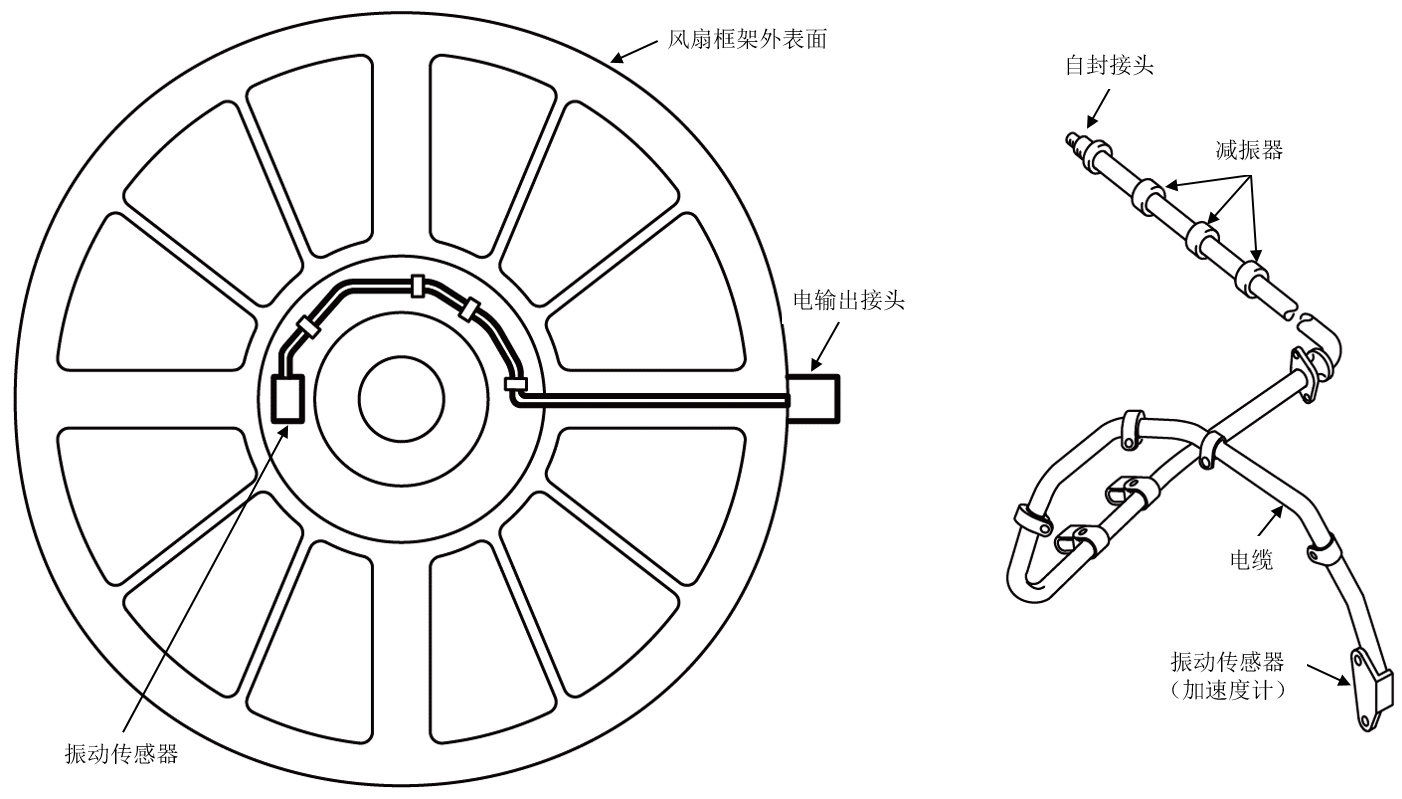 风扇框架外表面
自封接头
减振器
电输出接头
电缆
振动传感器
（加速度计）
振动传感器